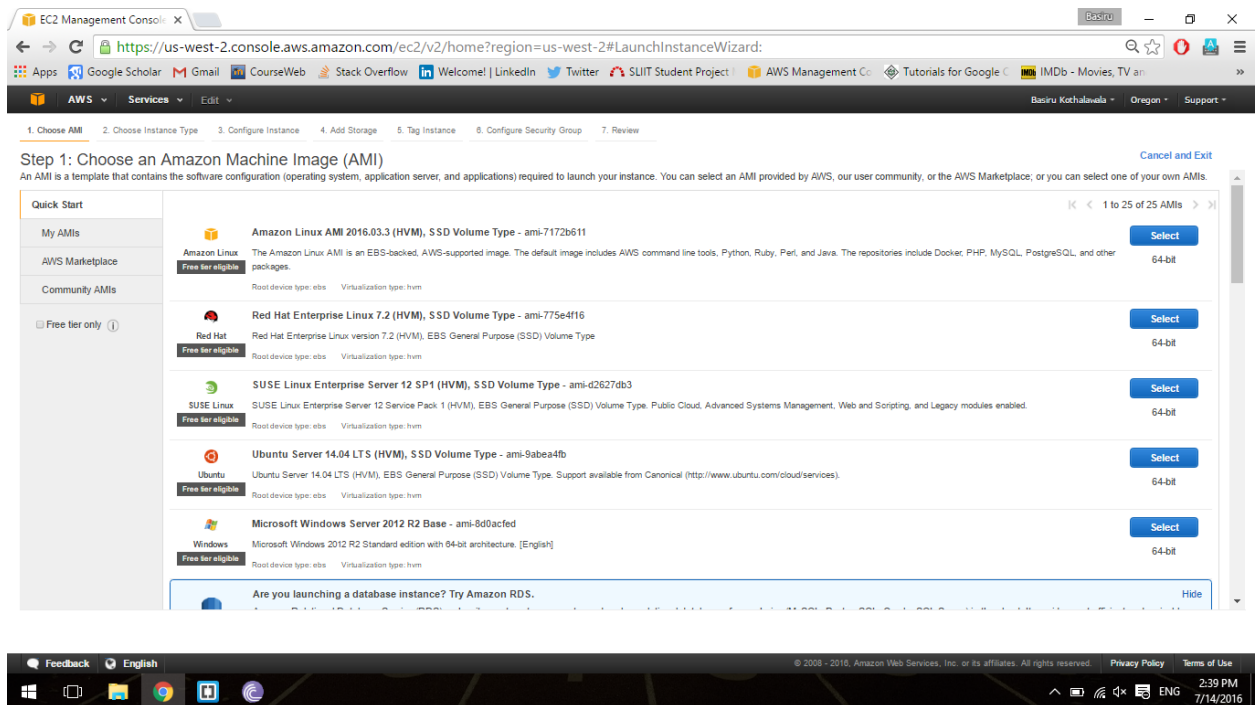 EC2 Management Console
Basiru
https://us-west-2.console.aws.amazon.com/ec2/v2/home?region=us-west-2#LaunchInstanceWizard:
Apps Google Scholar Gmail CourseWeb Stack Overflow Welcome! | LinkedIn Twitter SLIIT Student Project AWS Management Co Tutorials for Google C IMDb - Movies, TV an »
AWS Services Edit Basiru Kothalawala Oregon Support
1. Choose AMI 2. Choose Instance Type 3. Configure Instance 4. Add Storage 5. Tag Instance 6. Configure Security Group 7. Review
Step 1: Choose an Amazon Machine Image (AMI)
Cancel and Exit
An AMI is a template that contains the software configuration (operating system, application server, and applications) required to launch your instance. You can select an AMI provided by AWS, our user community, or the AWS Marketplace; or you can select one of your own AMIs.
Quick Start
My AMIs
AWS Marketplace
Community AMIs
Free tier only
1 to 25 of 25 AMIs
Amazon Linux
Free tier eligible
Amazon Linux AMI 2016.03.3 (HVM), SSD Volume Type - ami-7172b611
The Amazon Linux AMI is an EBS-backed, AWS-supported image. The default image includes AWS command line tools, Python, Ruby, Perl, and Java. The repositories include Docker, PHP, MySQL, PostgreSQL, and other
packages.
Root device type: ebs Virtualization type: hvm
Select
64-bit
Red Hat
Free tier eligible
Red Hat Enterprise Linux 7.2 (HVM), SSD Volume Type - ami-775e4f16
Red Hat Enterprise Linux version 7.2 (HVM), EBS General Purpose (SSD) Volume Type
Root device type: ebs Virtualization type: hvm
Select
64-bit
SUSE Linux
Free tier eligible
SUSE Linux Enterprise Server 12 SP1 (HVM), SSD Volume Type - ami-d2627db3
SUSE Linux Enterprise Server 12 Service Pack 1 (HVM), EBS General Purpose (SSD) Volume Type. Public Cloud, Advanced Systems Management, Web and Scripting, and Legacy modules enabled.
Root device type: ebs Virtualization type: hvm
Select
64-bit
Ubuntu
Free tier eligible
Ubuntu Server 14.04 LTS (HVM), SSD Volume Type - ami-9abea4fb
Ubuntu Server 14.04 LTS (HVM), EBS General Purpose (SSD) Volume Type. Support available from Canonical (http://www.ubuntu.com/cloud/services).
Root device type: ebs Virtualization type: hvm
Select
64-bit
Windows
Free tier eligible
Microsoft Windows Server 2012 R2 Base - ami-8d0acfed
Microsoft Windows 2012 R2 Standard edition with 64-bit architecture. [English]
Root device type: ebs Virtualization type: hvm
Select
64-bit
Are you launching a database instance? Try Amazon RDS.
Hide
Feedback English
© 2008 - 2016, Amazon Web Services, Inc. or its affiliates. All rights reserved. Privacy Policy Terms of Use
ENG
2:39 PM
7/14/2016